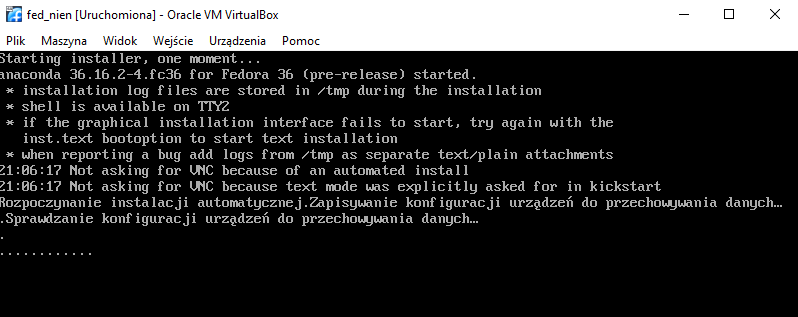 fed_nien [Uruchomiona] - Oracle VM VirtualBox
Plik Maszyna Widok Wejście Urządzenia Pomoc
Starting installer, one moment...
anaconda 36.16.2-4.fc36 for Fedora 36 (pre-release) started.
* installation log files are stored in /tmp during the installation
* shell is available on TTY2
* if the graphical installation interface fails to start, try again with the
inst.text bootoption to start text installation
* when reporting a bug add logs from /tmp as separate text/plain attachments
21:06:17 Not asking for VNC because of an automated install
21:06:17 Not asking for VNC because text mode was explicitly asked for in kickstart
Rozpoczynanie instalacji automatycznej.Zapisywanie konfiguracji urządzeń do przechowywania danych…
.Sprawdzanie konfiguracji urządzeń do przechowywania danych…
.
............